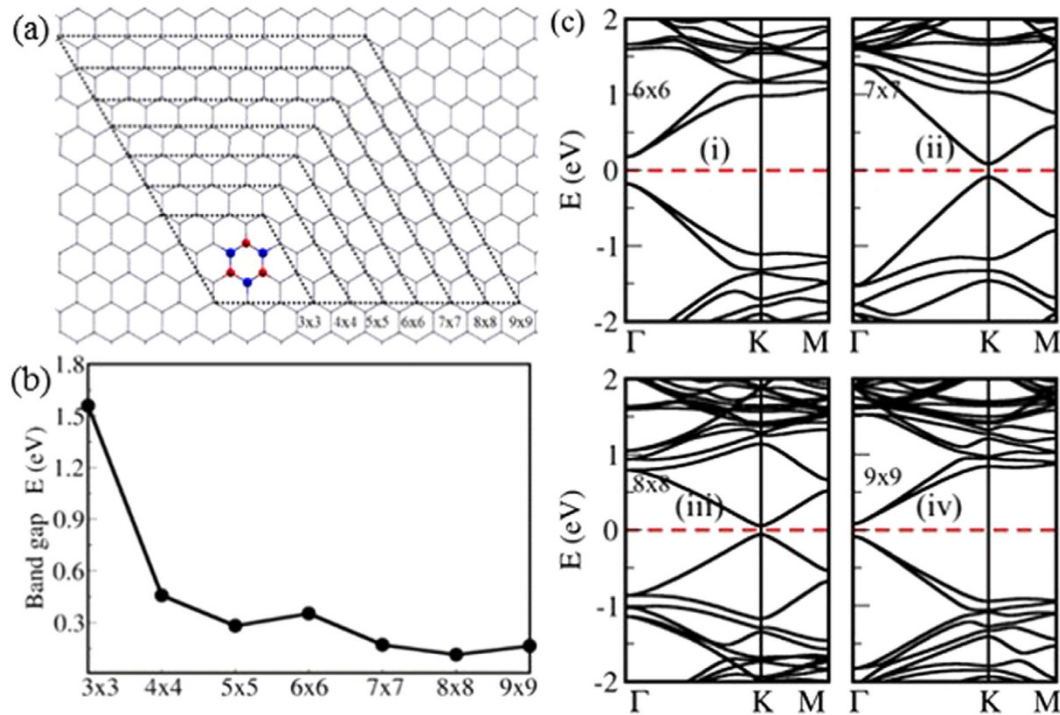 (a)
3x3 4x4 5x5 6x6 7x7 8x8 9x9
(b)
Band gap E (eV)
1.8
1.5
1.2
0.9
0.6
0.3
3x3 4x4 5x5 6x6 7x7 8x8 9x9
(c)
E (eV)
2
1
0
-1
-2
6x6
(i)
Γ K M
7x7
(ii)
Γ K M
E (eV)
2
1
0
-1
-2
8x8
(iii)
Γ K M
9x9
(iv)
Γ K M